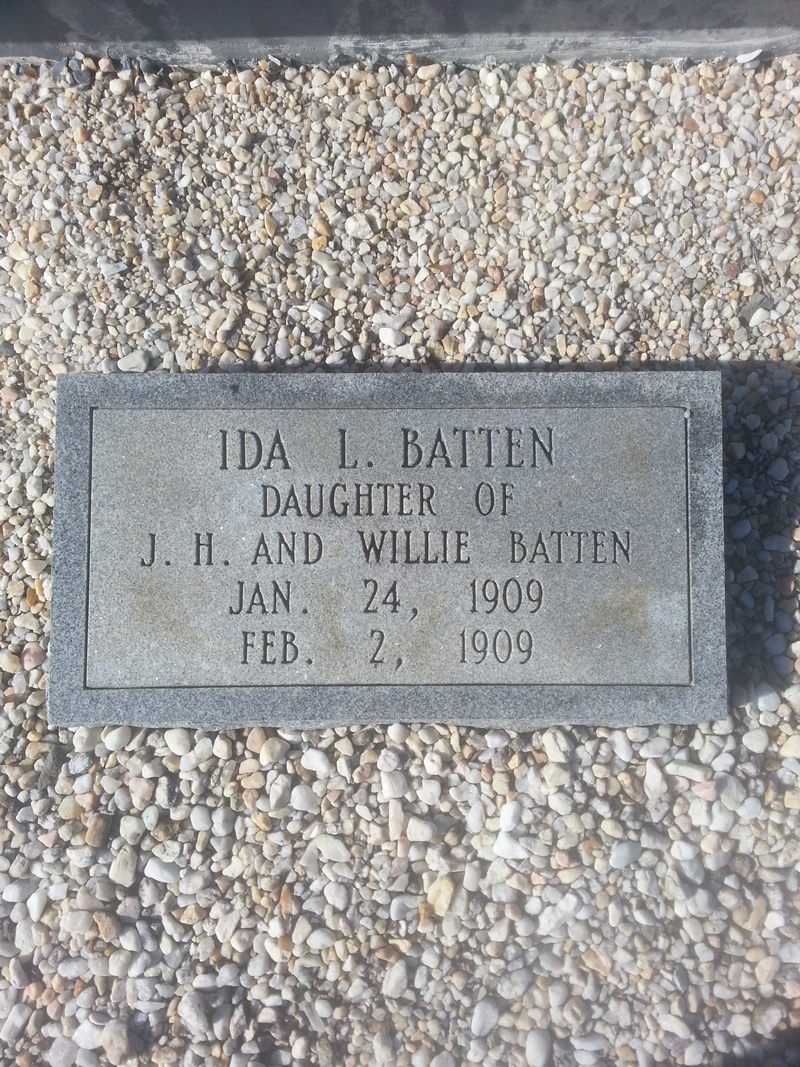 IDA L. BATTEN
DAUGHTER OF
J. H. AND WILLIE BATTEN
JAN. 24, 1909
FEB. 2, 1909